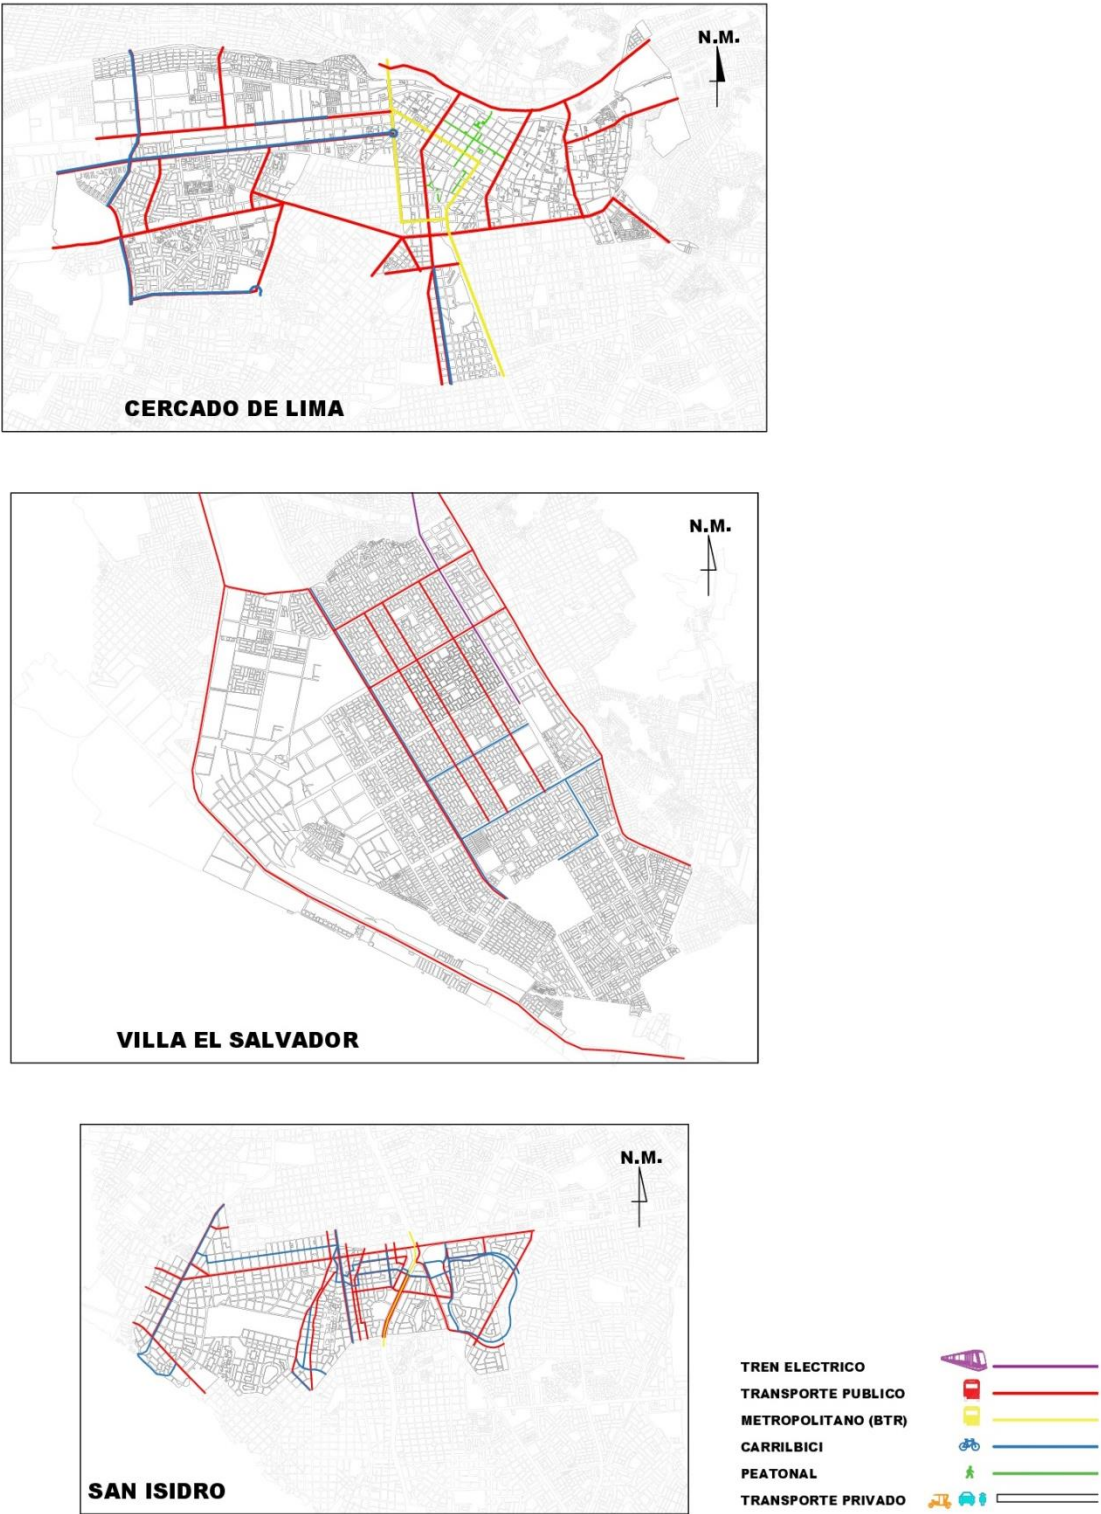 N.M.
CERCADO DE LIMA
N.M.
VILLA EL SALVADOR
N.M.
SAN ISIDRO
TREN ELECTRICO
TRANSPORTE PUBLICO
METROPOLITANO (BTR)
CARRILBICI
PEATONAL
TRANSPORTE PRIVADO